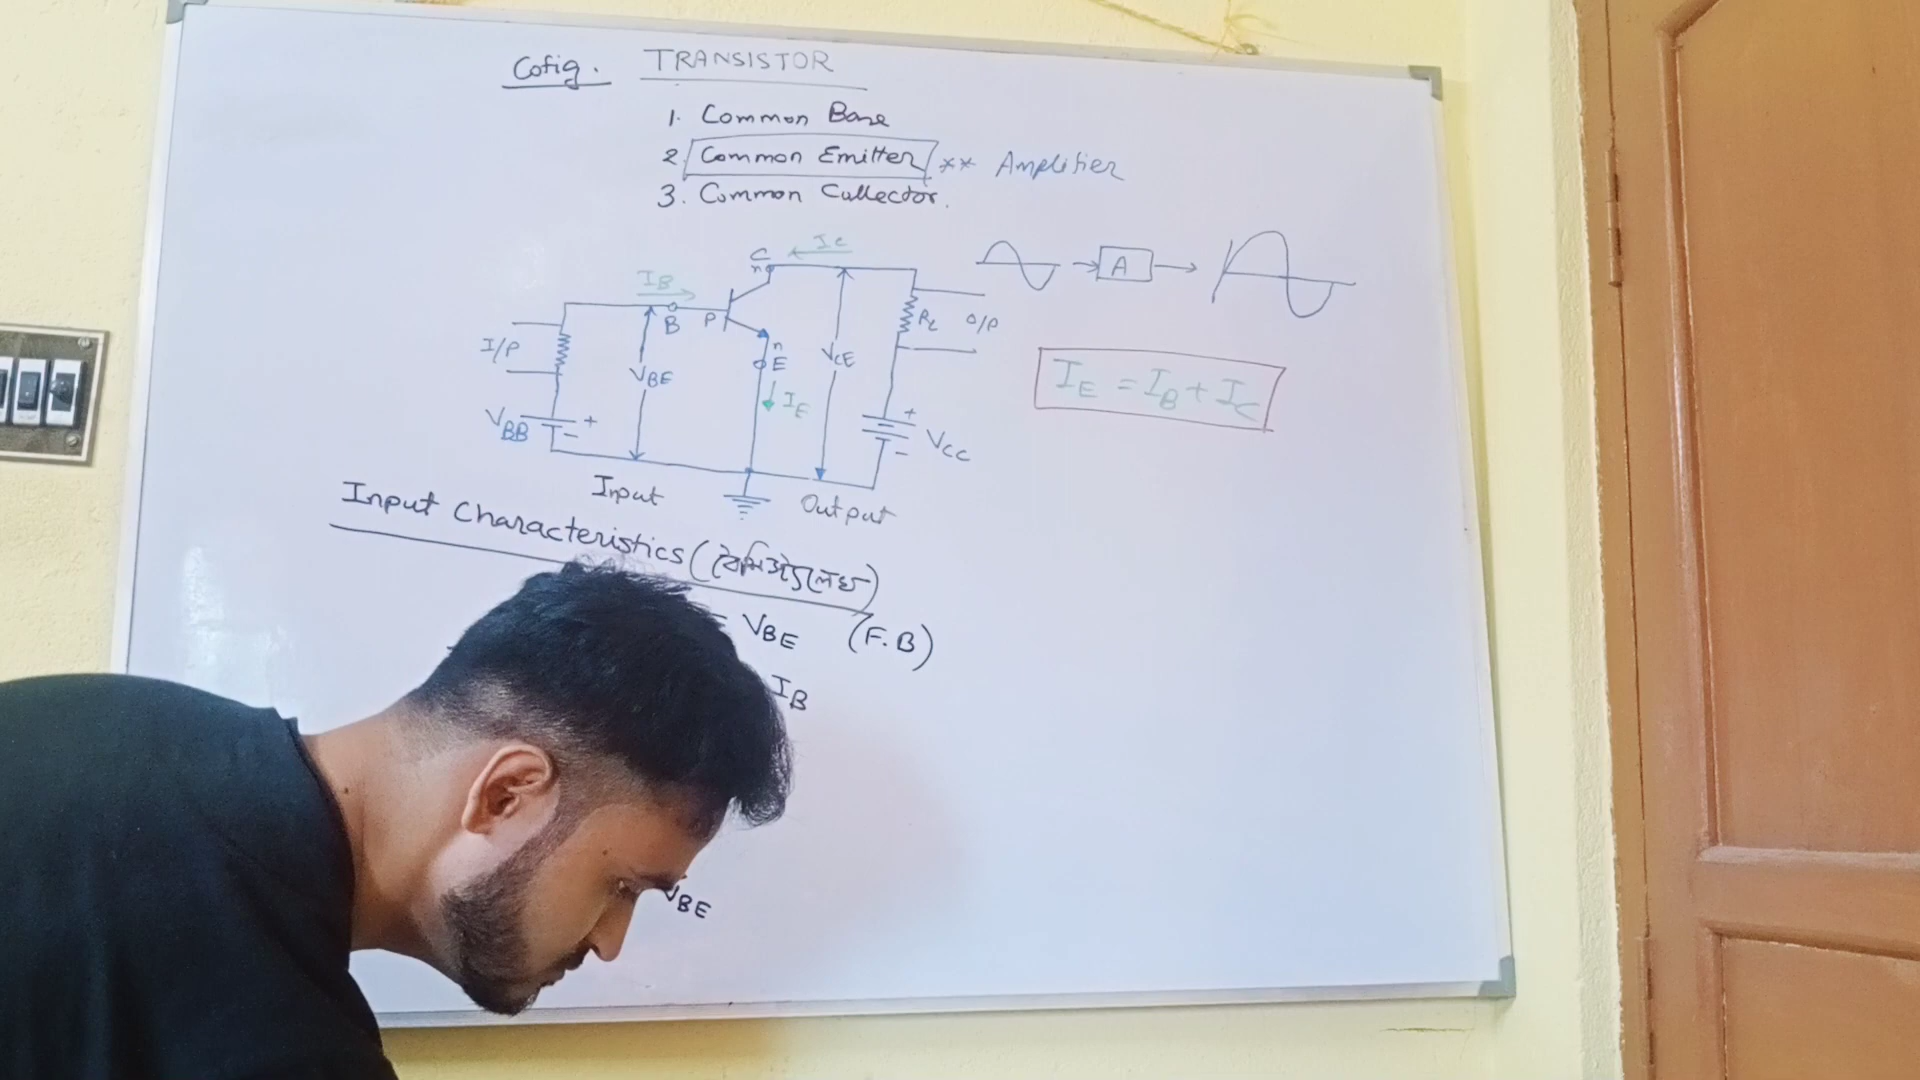 Cofig. TRANSISTOR
1. Common Base
2 Common Emitter ** Amplifier
3. Common Cullector.
C
n
IC
IB
B
P
I/P
VBE
n
E
IE
VCE
RL
O/P
A
IE = IB + IC
VBB
+
-
+
-
VCC
Input
Output
Input Characteristics (
= VBE (F.B)
IB
VBE